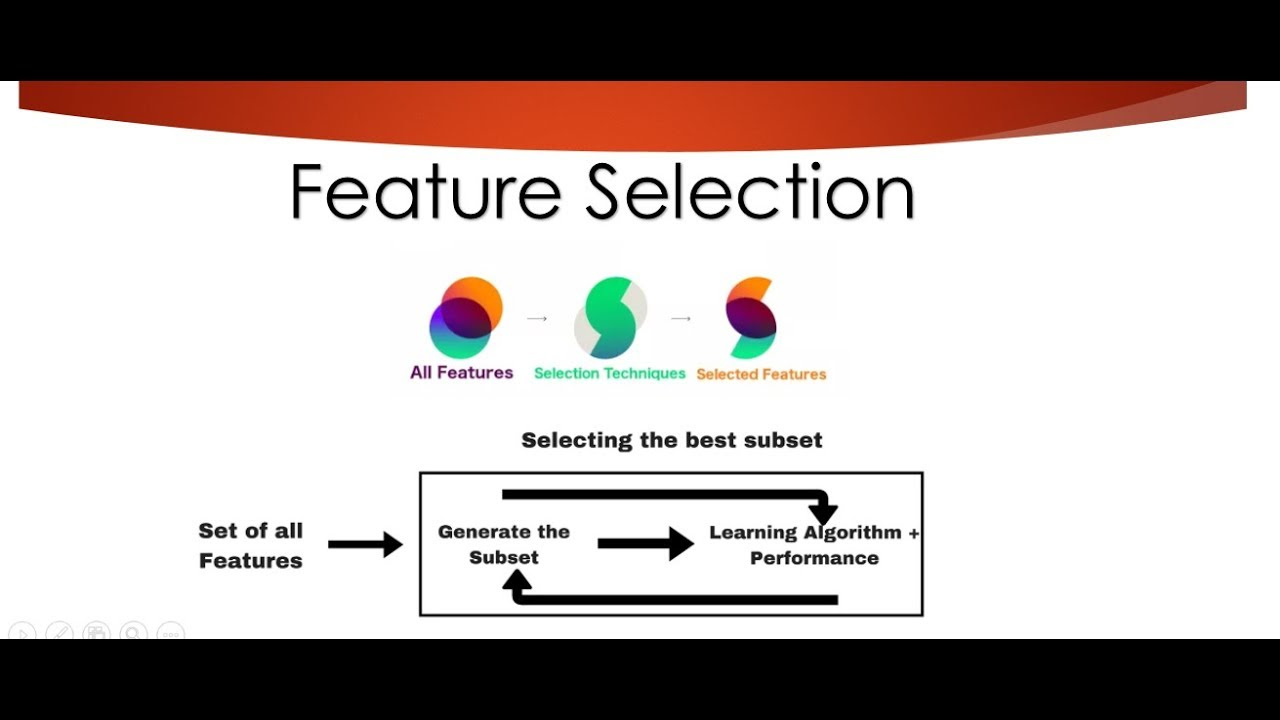 Feature Selection
All Features
Selection Techniques
Selected Features
Selecting the best subset
Set of all
Features
Generate the
Subset
Learning Algorithm +
Performance